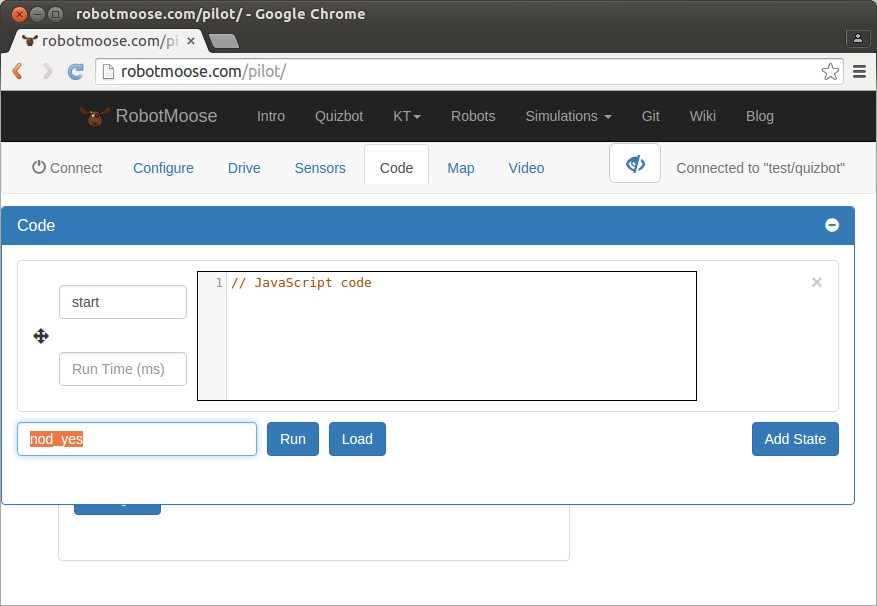 robotmoose.com/pilot/ - Google Chrome
robotmoose.com/pi
robotmoose.com/pilot/
RobotMoose Intro Quizbot KT Robots Simulations Git Wiki Blog
Connect Configure Drive Sensors Code Map Video Connected to "test/quizbot"
Code
start
1 // JavaScript code
Run Time (ms)
nod_yes Run Load Add State